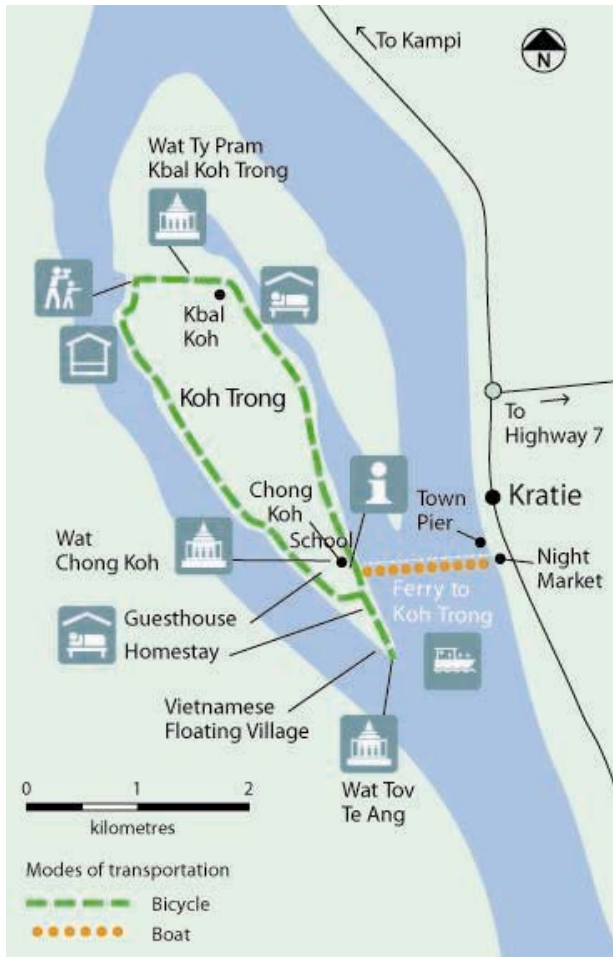 To Kampi
N
Wat Ty Pram
Kbal Koh Trong
Kbal
Koh
Koh Trong
To
Highway 7
Chong
Koh
School
Town
Pier
Kratie
Wat
Chong Koh
Night
Market
Ferry to
Koh Trong
Guesthouse
Homestay
Vietnamese
Floating Village
Wat Tov
Te Ang
0 1 2
kilometres
Modes of transportation
Bicycle
Boat